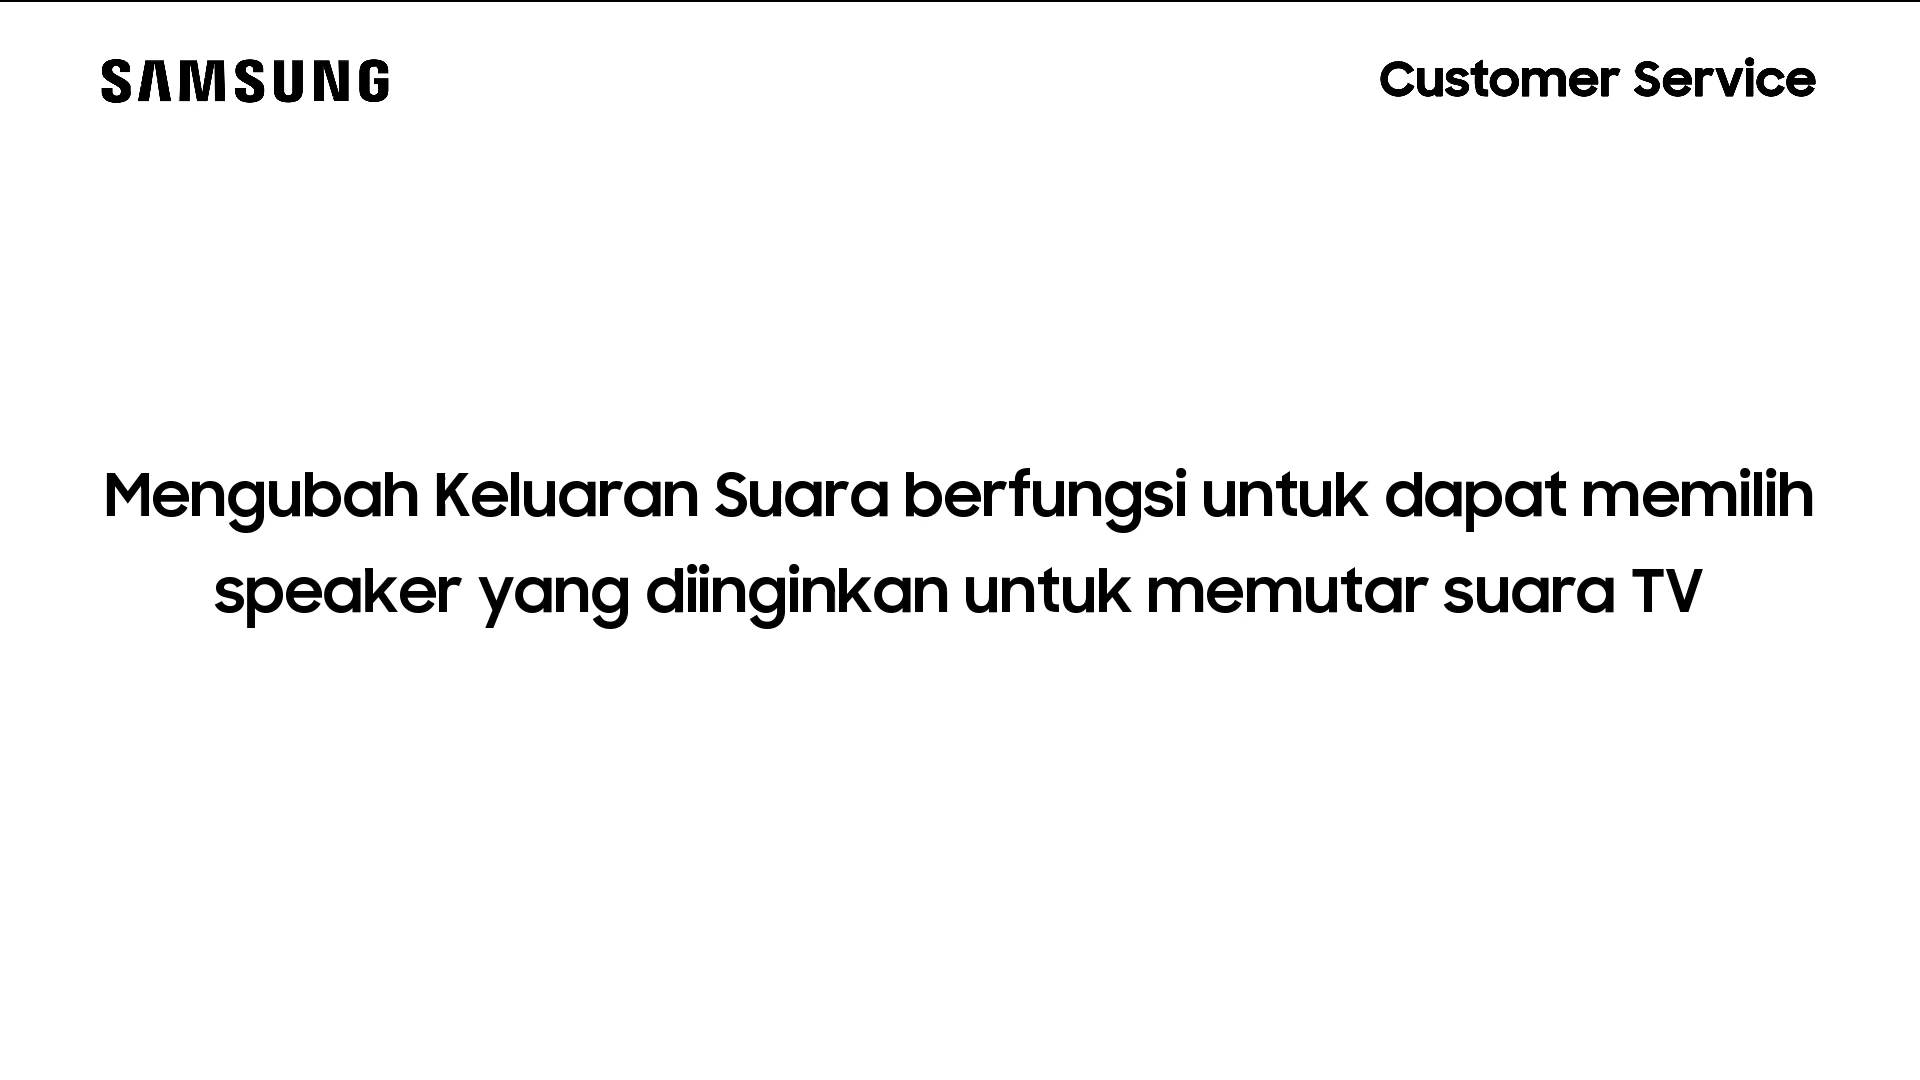 SAMSUNG
Customer Service
Mengubah Keluaran Suara berfungsi untuk dapat memilih
speaker yang diinginkan untuk memutar suara TV